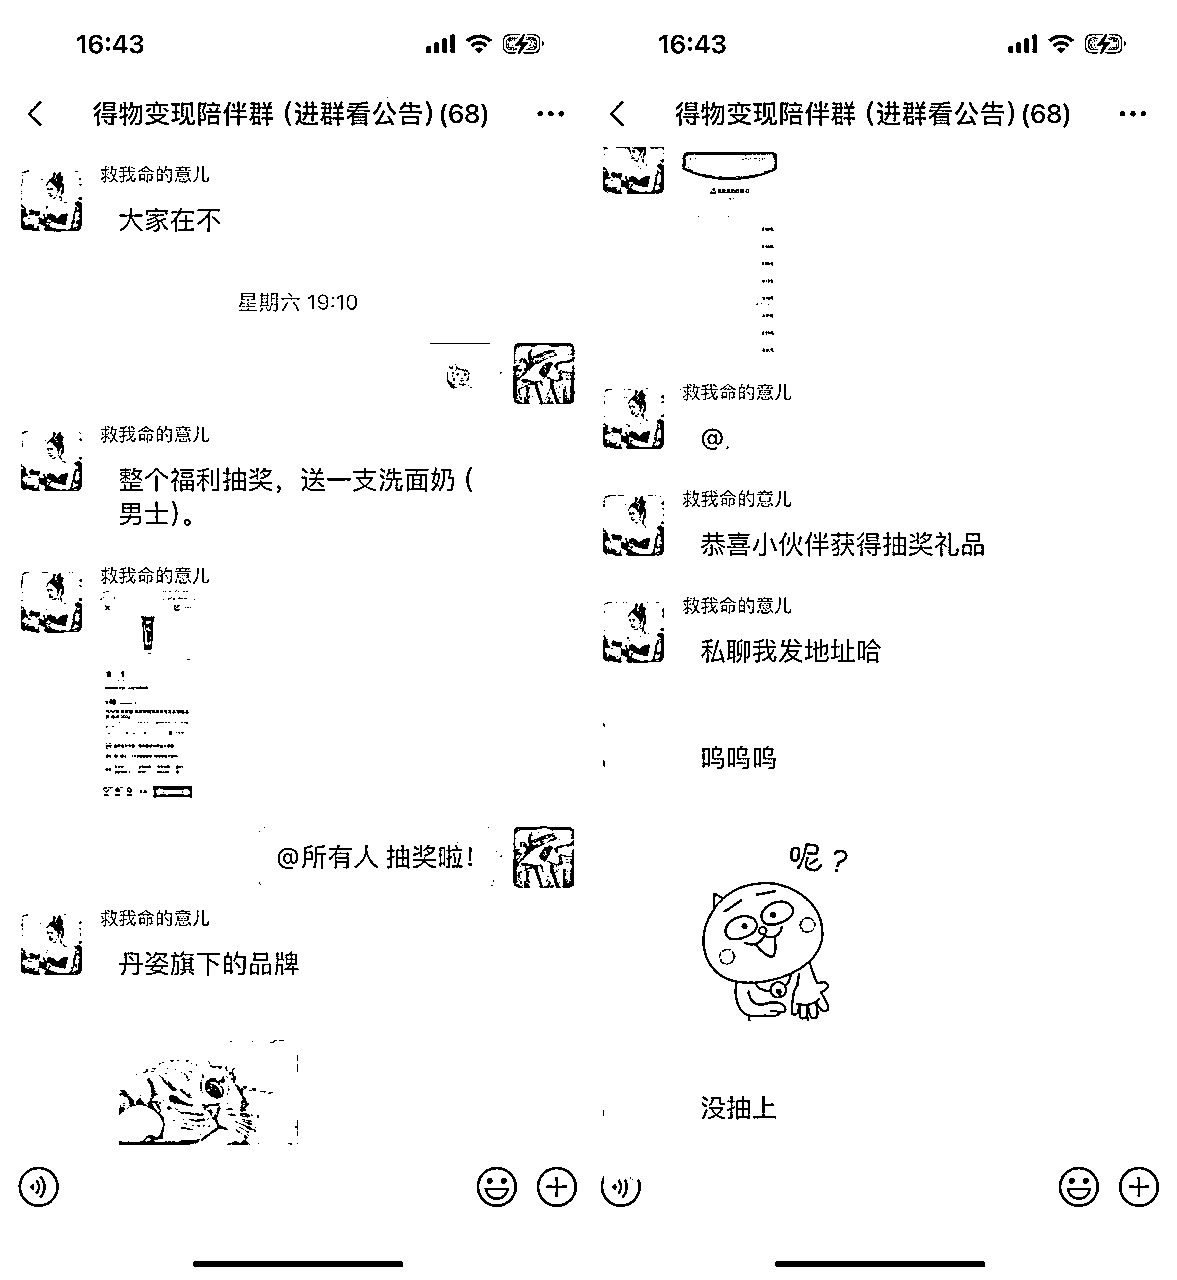 16:43
得物变现陪伴群（进群看公告）(68)
救我命的意儿
大家在不
星期六 19:10
救我命的意儿
整个福利抽奖，送一支洗面奶（
男士）。
救我命的意儿
@所有人 抽奖啦！
救我命的意儿
丹姿旗下的品牌
16:43
得物变现陪伴群（进群看公告）(68)
救我命的意儿
@.
救我命的意儿
恭喜小伙伴获得抽奖礼品
救我命的意儿
私聊我发地址哈
呜呜呜
呢？
没抽上